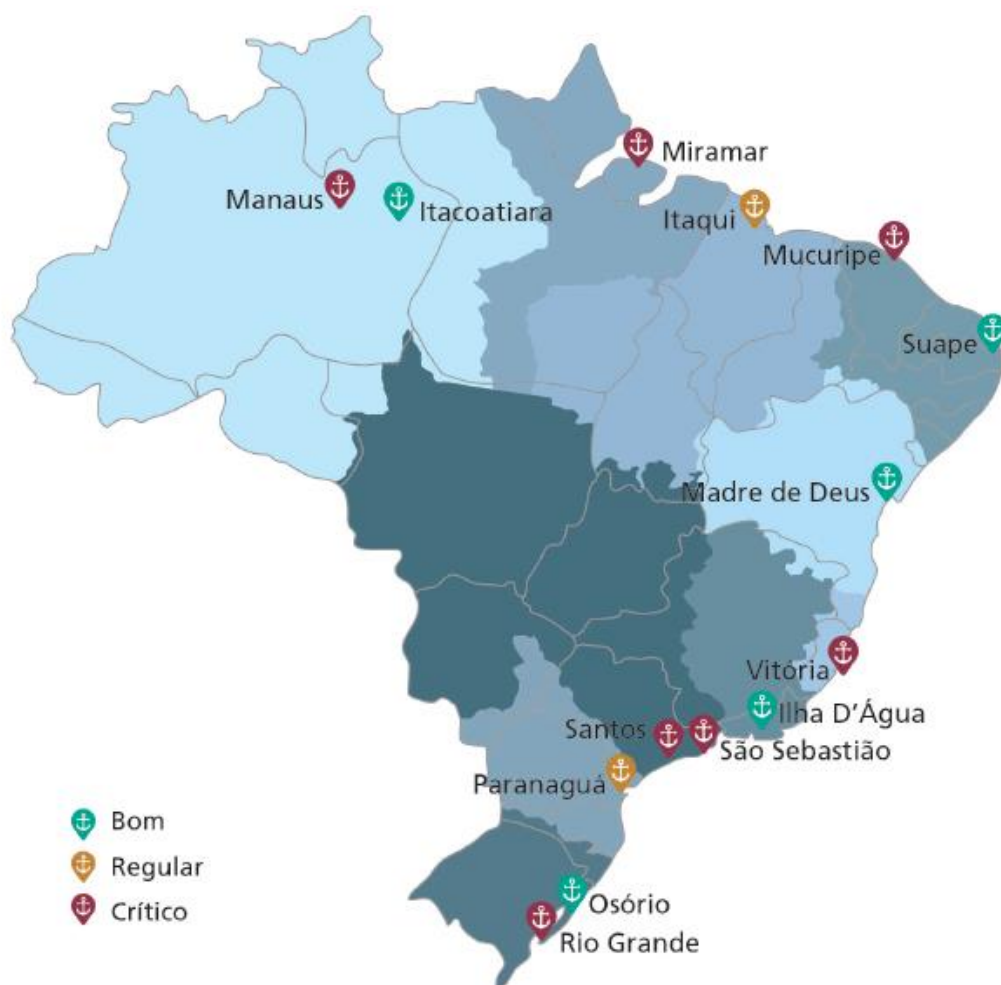 Miramar
Manaus
Itacoatiara
Itaqui
Mucuripe
Suape
Madre de Deus
Vitória
Ilha D'Água
Santos
São Sebastião
Paranaguá
Bom
Regular
Crítico
Osório
Rio Grande